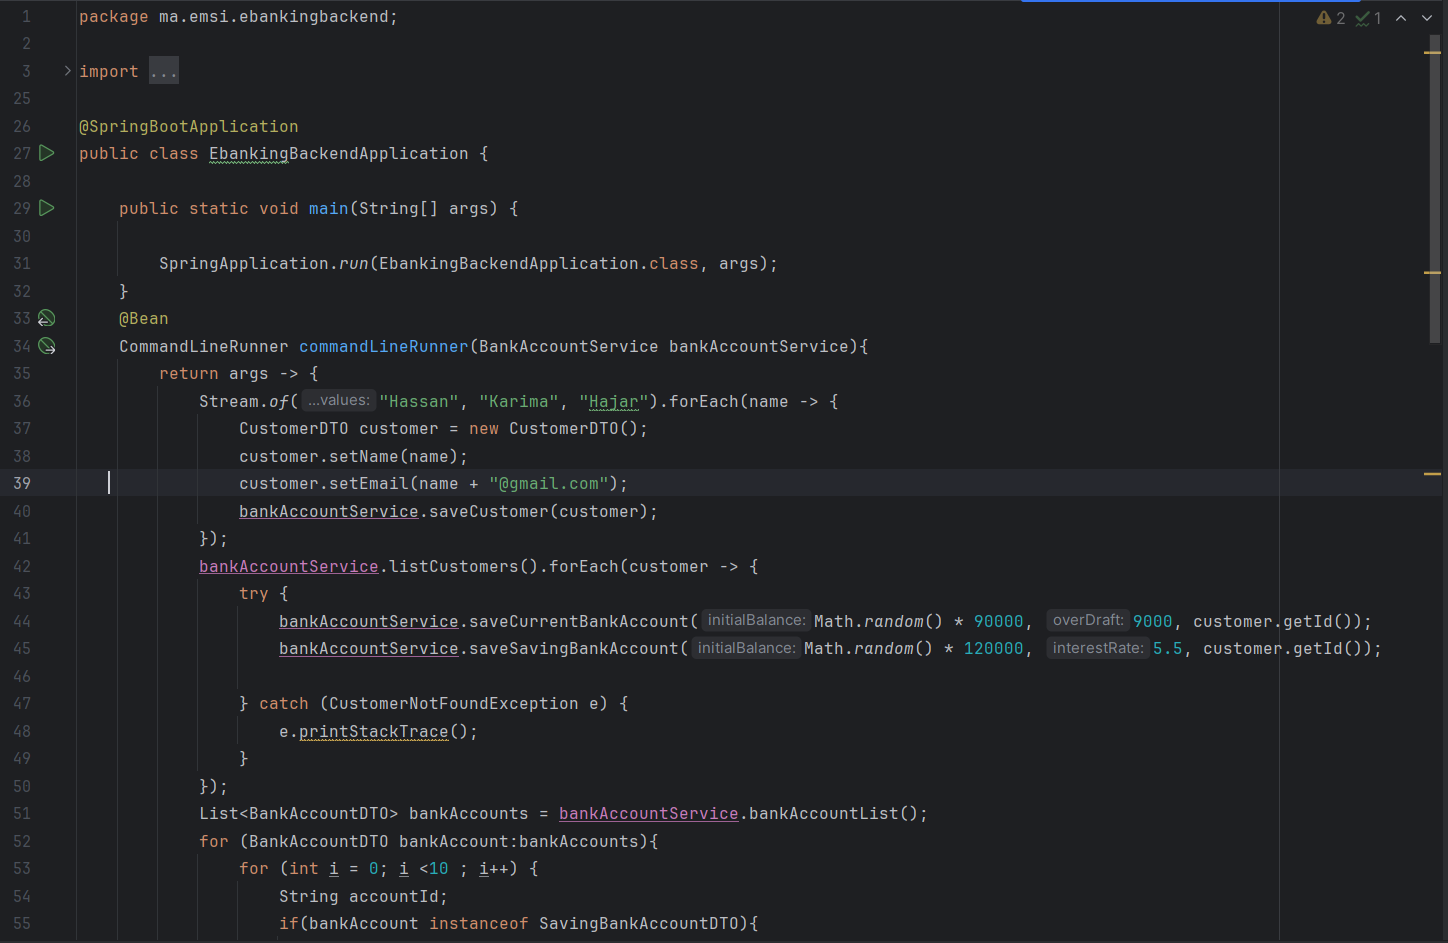 1 package ma.emsi.ebankingbackend;
2
3 import ...
25
26 @SpringBootApplication
27 public class EbankingBackendApplication {
28
29 public static void main(String[] args) {
30
31 SpringApplication.run(EbankingBackendApplication.class, args);
32 }
33 @Bean
34 CommandLineRunner commandLineRunner(BankAccountService bankAccountService){
35 return args -> {
36 Stream.of( ...values: "Hassan", "Karima", "Hajar").forEach(name -> {
37 CustomerDTO customer = new CustomerDTO();
38 customer.setName(name);
39 customer.setEmail(name + "@gmail.com");
40 bankAccountService.saveCustomer(customer);
41 });
42 bankAccountService.listCustomers().forEach(customer -> {
43 try {
44 bankAccountService.saveCurrentBankAccount( initialBalance: Math.random() * 90000, overDraft: 9000, customer.getId());
45 bankAccountService.saveSavingBankAccount( initialBalance: Math.random() * 120000, interestRate: 5.5, customer.getId());
46
47 } catch (CustomerNotFoundException e) {
48 e.printStackTrace();
49 }
50 });
51 List<BankAccountDTO> bankAccounts = bankAccountService.bankAccountList();
52 for (BankAccountDTO bankAccount:bankAccounts){
53 for (int i = 0; i <10 ; i++) {
54 String accountId;
55 if(bankAccount instanceof SavingBankAccountDTO){
2 1